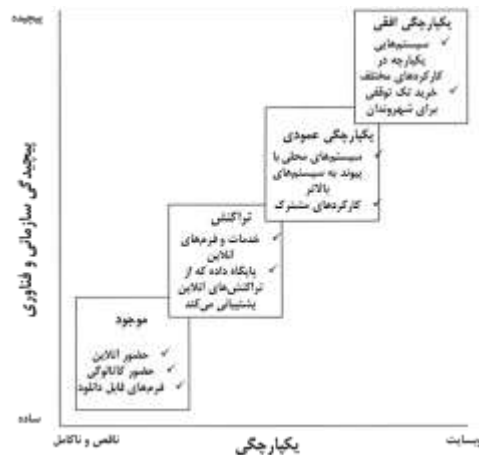 پیچیده
یکپارچگی افقی
✓ سیستم‌هایی
یکپارچه در
کارکردهای مختلف
✓ خرید تک توقفی
برای شهروندان
یکپارچگی عمودی
✓ سیستم‌های محلی با
پیوند به سیستم‌های
بالاتر
✓ کارکردهای مشترک
تراکنش
✓ خدمات و فرم‌های
آنلاین
✓ پایگاه داده که از
تراکنش‌های آنلاین
پشتیبانی می‌کند
موجود
✓ حضور آنلاین
✓ حضور کاتالوگی
✓ فرم‌های قابل دانلود
پیچیدگی سازمانی و فناوری
ساده
ناقص و ناکامل
یکپارچگی
وبسایت